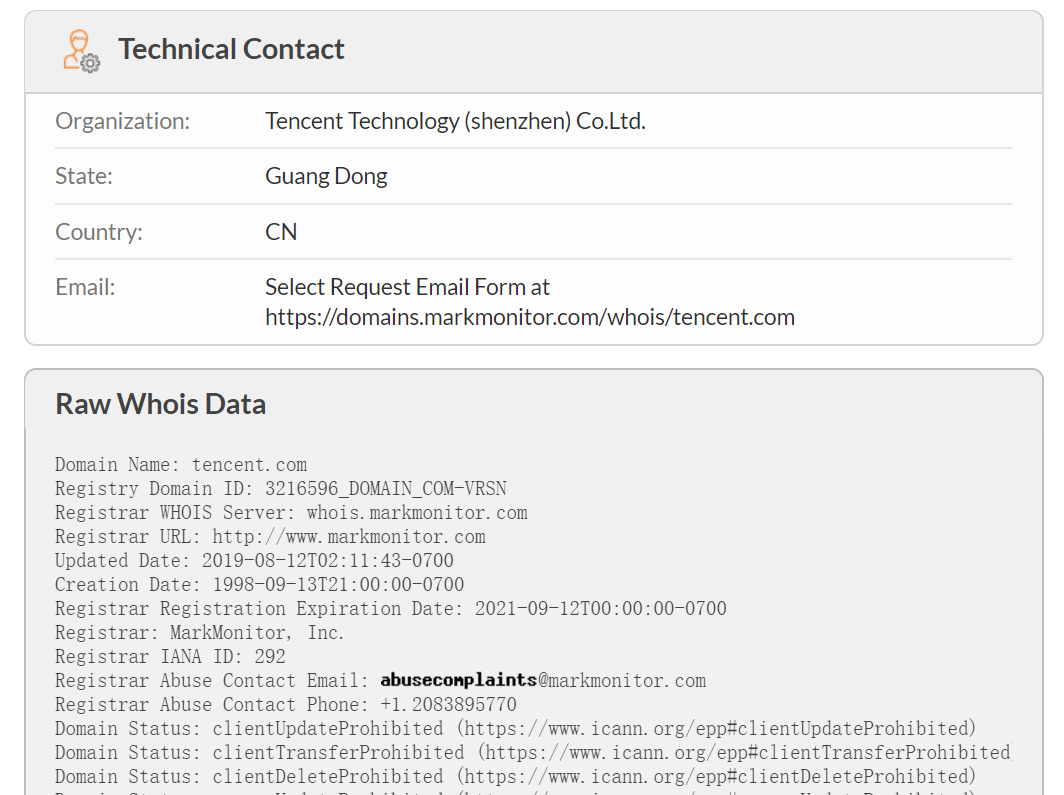 Technical Contact
Organization: Tencent Technology (shenzhen) Co.Ltd.
State: Guang Dong
Country: CN
Email: Select Request Email Form at
https://domains.markmonitor.com/whois/tencent.com
Raw Whois Data
Domain Name: tencent.com
Registry Domain ID: 3216596_DOMAIN_COM-VRSN
Registrar WHOIS Server: whois.markmonitor.com
Registrar URL: http://www.markmonitor.com
Updated Date: 2019-08-12T02:11:43-0700
Creation Date: 1998-09-13T21:00:00-0700
Registrar Registration Expiration Date: 2021-09-12T00:00:00-0700
Registrar: MarkMonitor, Inc.
Registrar IANA ID: 292
Registrar Abuse Contact Email: abusecomplaints@markmonitor.com
Registrar Abuse Contact Phone: +1.2083895770
Domain Status: clientUpdateProhibited (https://www.icann.org/epp#clientUpdateProhibited)
Domain Status: clientTransferProhibited (https://www.icann.org/epp#clientTransferProhibited
Domain Status: clientDeleteProhibited (https://www.icann.org/epp#clientDeleteProhibited)